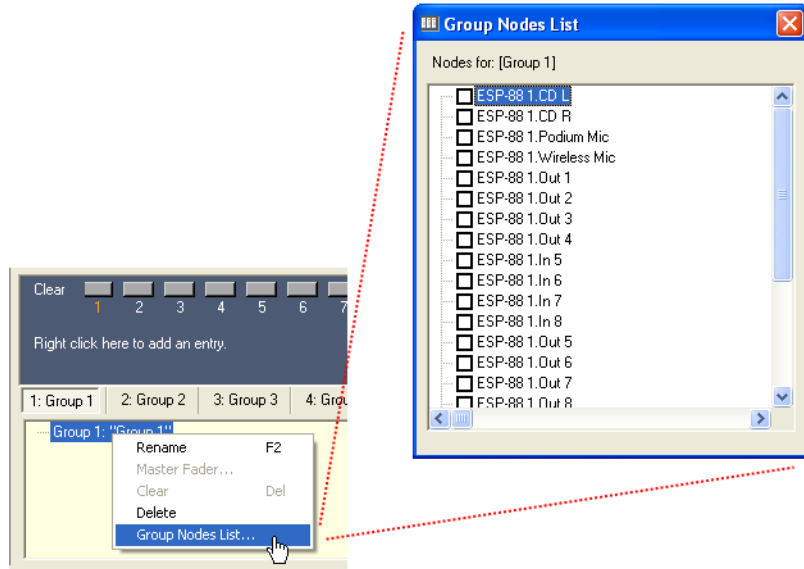 Group Nodes List
Nodes for: [Group 1]
ESP-88 1.CD L
ESP-88 1.CD R
ESP-88 1.Podium Mic
ESP-88 1.Wireless Mic
ESP-88 1.Out 1
ESP-88 1.Out 2
ESP-88 1.Out 3
ESP-88 1.Out 4
ESP-88 1.In 5
ESP-88 1.In 6
ESP-88 1.In 7
ESP-88 1.In 8
ESP-88 1.Out 5
ESP-88 1.Out 6
ESP-88 1.Out 7
ESP-88 1.Out 8
Clear
1 2 3 4 5 6 7
Right click here to add an entry.
1: Group 1 2: Group 2 3: Group 3 4: Grou
Group 1: "Group 1"
Rename F2
Master Fader...
Clear Del
Delete
Group Nodes List...